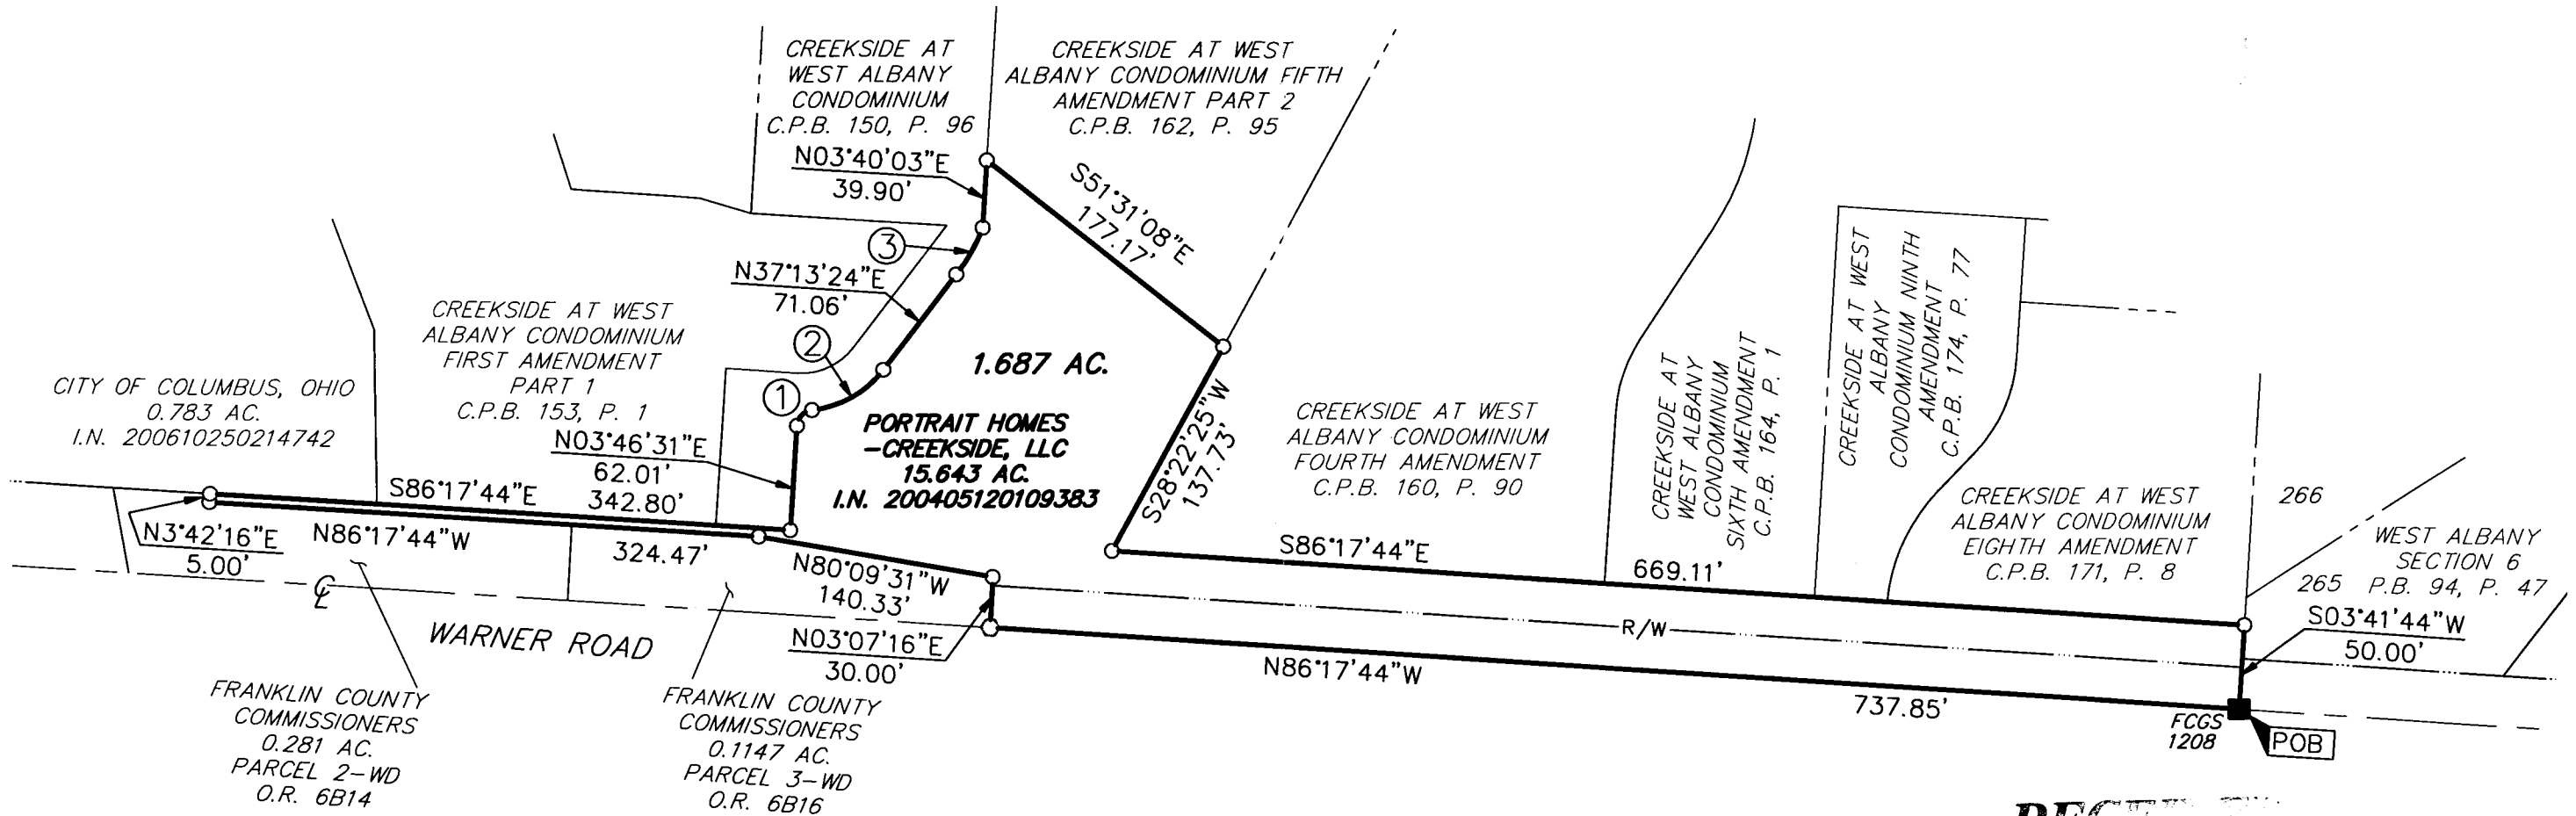 CREEKSIDE AT
WEST ALBANY
CONDOMINIUM
C.P.B. 150, P. 96
CREEKSIDE AT WEST
ALBANY CONDOMINIUM FIFTH
AMENDMENT PART 2
C.P.B. 162, P. 95
N03°40'03"E
39.90'
S51°31'08"E
177.17'
3
N37°13'24"E
71.06'
2
1
CREEKSIDE AT WEST
ALBANY CONDOMINIUM
FIRST AMENDMENT
PART 1
C.P.B. 153, P. 1
CITY OF COLUMBUS, OHIO
0.783 AC.
I.N. 200610250214742
N03°46'31"E
62.01'
1.687 AC.
PORTRAIT HOMES
-CREEKSIDE, LLC
15.643 AC.
I.N. 200405120109383
S28°22'25"W
137.73'
CREEKSIDE AT WEST
ALBANY CONDOMINIUM
FOURTH AMENDMENT
C.P.B. 160, P. 90
CREEKSIDE AT
WEST ALBANY
CONDOMINIUM
SIXTH AMENDMENT
C.P.B. 164, P. 1
CREEKSIDE AT WEST
ALBANY
CONDOMINIUM NINTH
AMENDMENT
C.P.B. 174, P. 77
CREEKSIDE AT WEST
ALBANY CONDOMINIUM
EIGHTH AMENDMENT
C.P.B. 171, P. 8
266
WEST ALBANY
SECTION 6
265 P.B. 94, P. 47
S86°17'44"E
342.80'
N3°42'16"E
5.00'
N86°17'44"W
324.47'
N80°09'31"W
140.33'
S86°17'44"E
669.11'
S03°41'44"W
50.00'
℄
WARNER ROAD
N03°07'16"E
30.00'
R/W
N86°17'44"W
737.85'
FCGS
1208
POB
FRANKLIN COUNTY
COMMISSIONERS
0.281 AC.
PARCEL 2-WD
O.R. 6B14
FRANKLIN COUNTY
COMMISSIONERS
0.1147 AC.
PARCEL 3-WD
O.R. 6B16